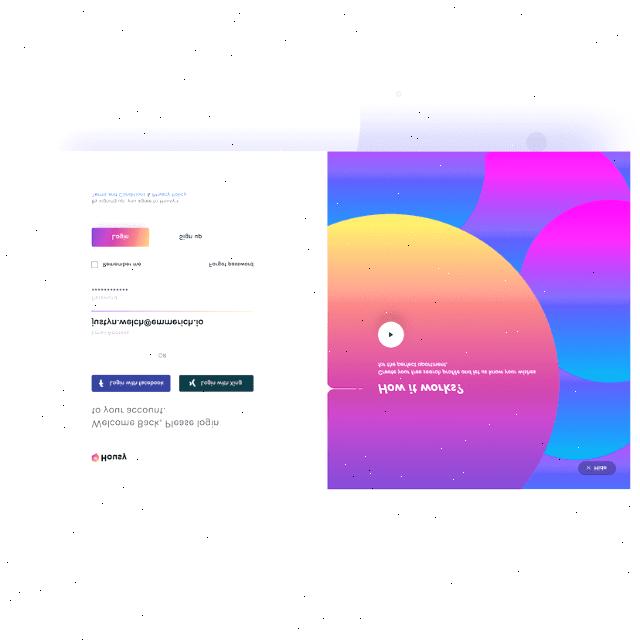 Housy
Welcome Back, Please login
to your account.
Login with facebook
Login with Xing
OR
Email Address
justyn.welch@emmerich.io
Password
************
Remember me
Forgot password
Login
Sign up
By signing up, you agree to Housy's
Terms and Conditions & Privacy Policy
Hide
How it works?
Create your free search profile and let us know your wishes
for the perfect apartment.